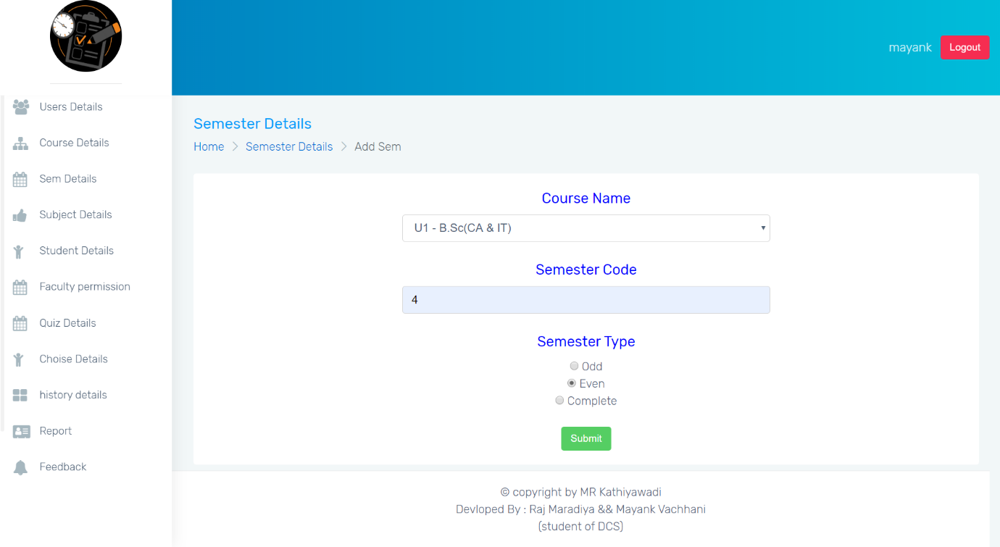 mayank
Logout
Users Details
Course Details
Sem Details
Subject Details
Student Details
Faculty permission
Quiz Details
Choise Details
history details
Report
Feedback
Semester Details
Home > Semester Details > Add Sem
Course Name
U1 - B.Sc(CA & IT)
Semester Code
4
Semester Type
Odd
Even
Complete
Submit
© copyright by MR Kathiyawadi
Devloped By : Raj Maradiya && Mayank Vachhani
(student of DCS)